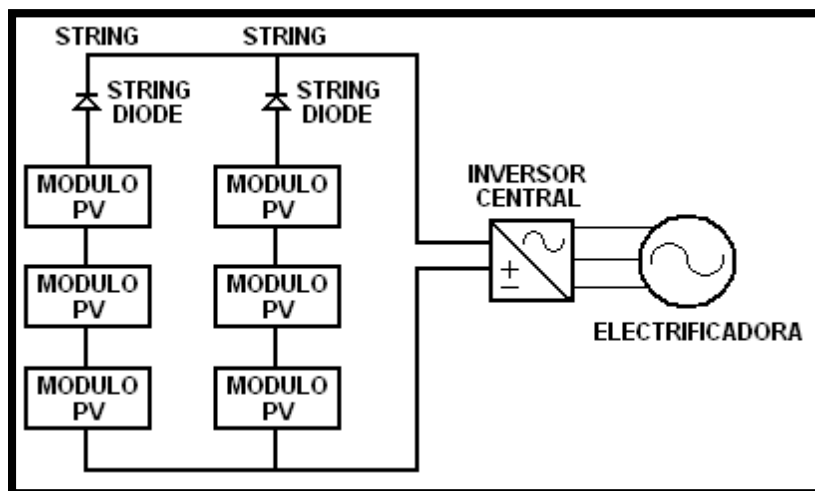 STRING
STRING
STRING
DIODE
STRING
DIODE
MODULO
PV
MODULO
PV
INVERSOR
CENTRAL
MODULO
PV
MODULO
PV
ELECTRIFICADORA
MODULO
PV
MODULO
PV